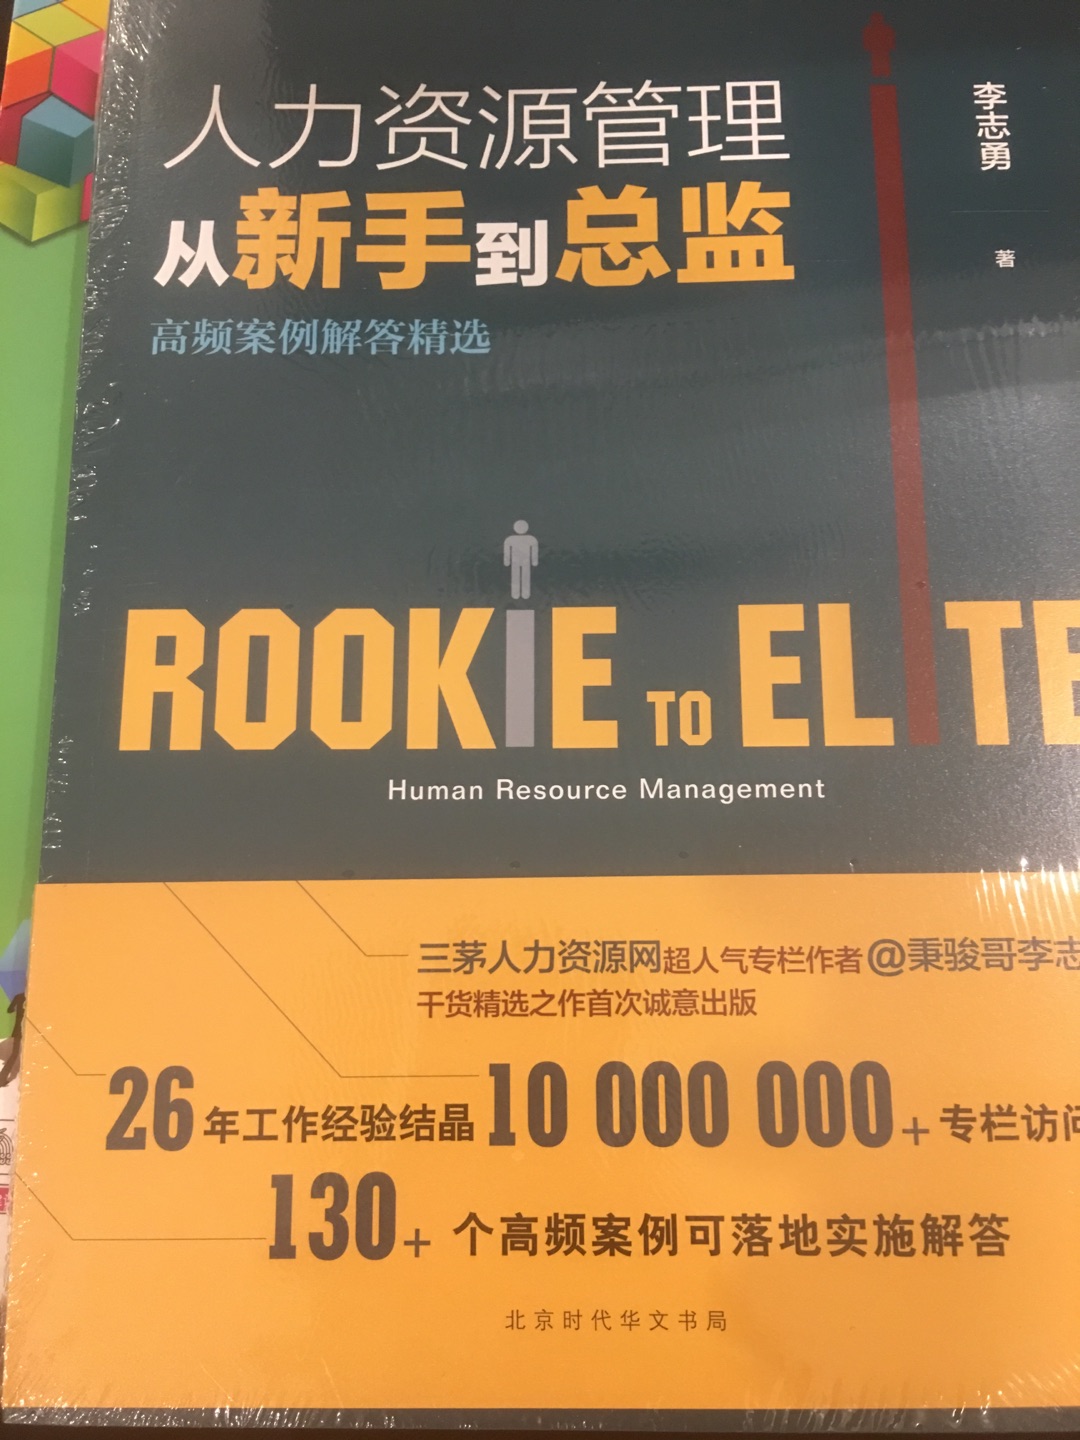 人力资源管理
从新手到总监
高频案例解答精选
李志勇
著
ROOKIE TO ELITE
Human Resource Management
三茅人力资源网超人气专栏作者@秉骏哥李志
干货精选之作首次诚意出版
26年工作经验结晶 10 000 000+专栏访问
130+个高频案例可落地实施解答
北京时代华文书局